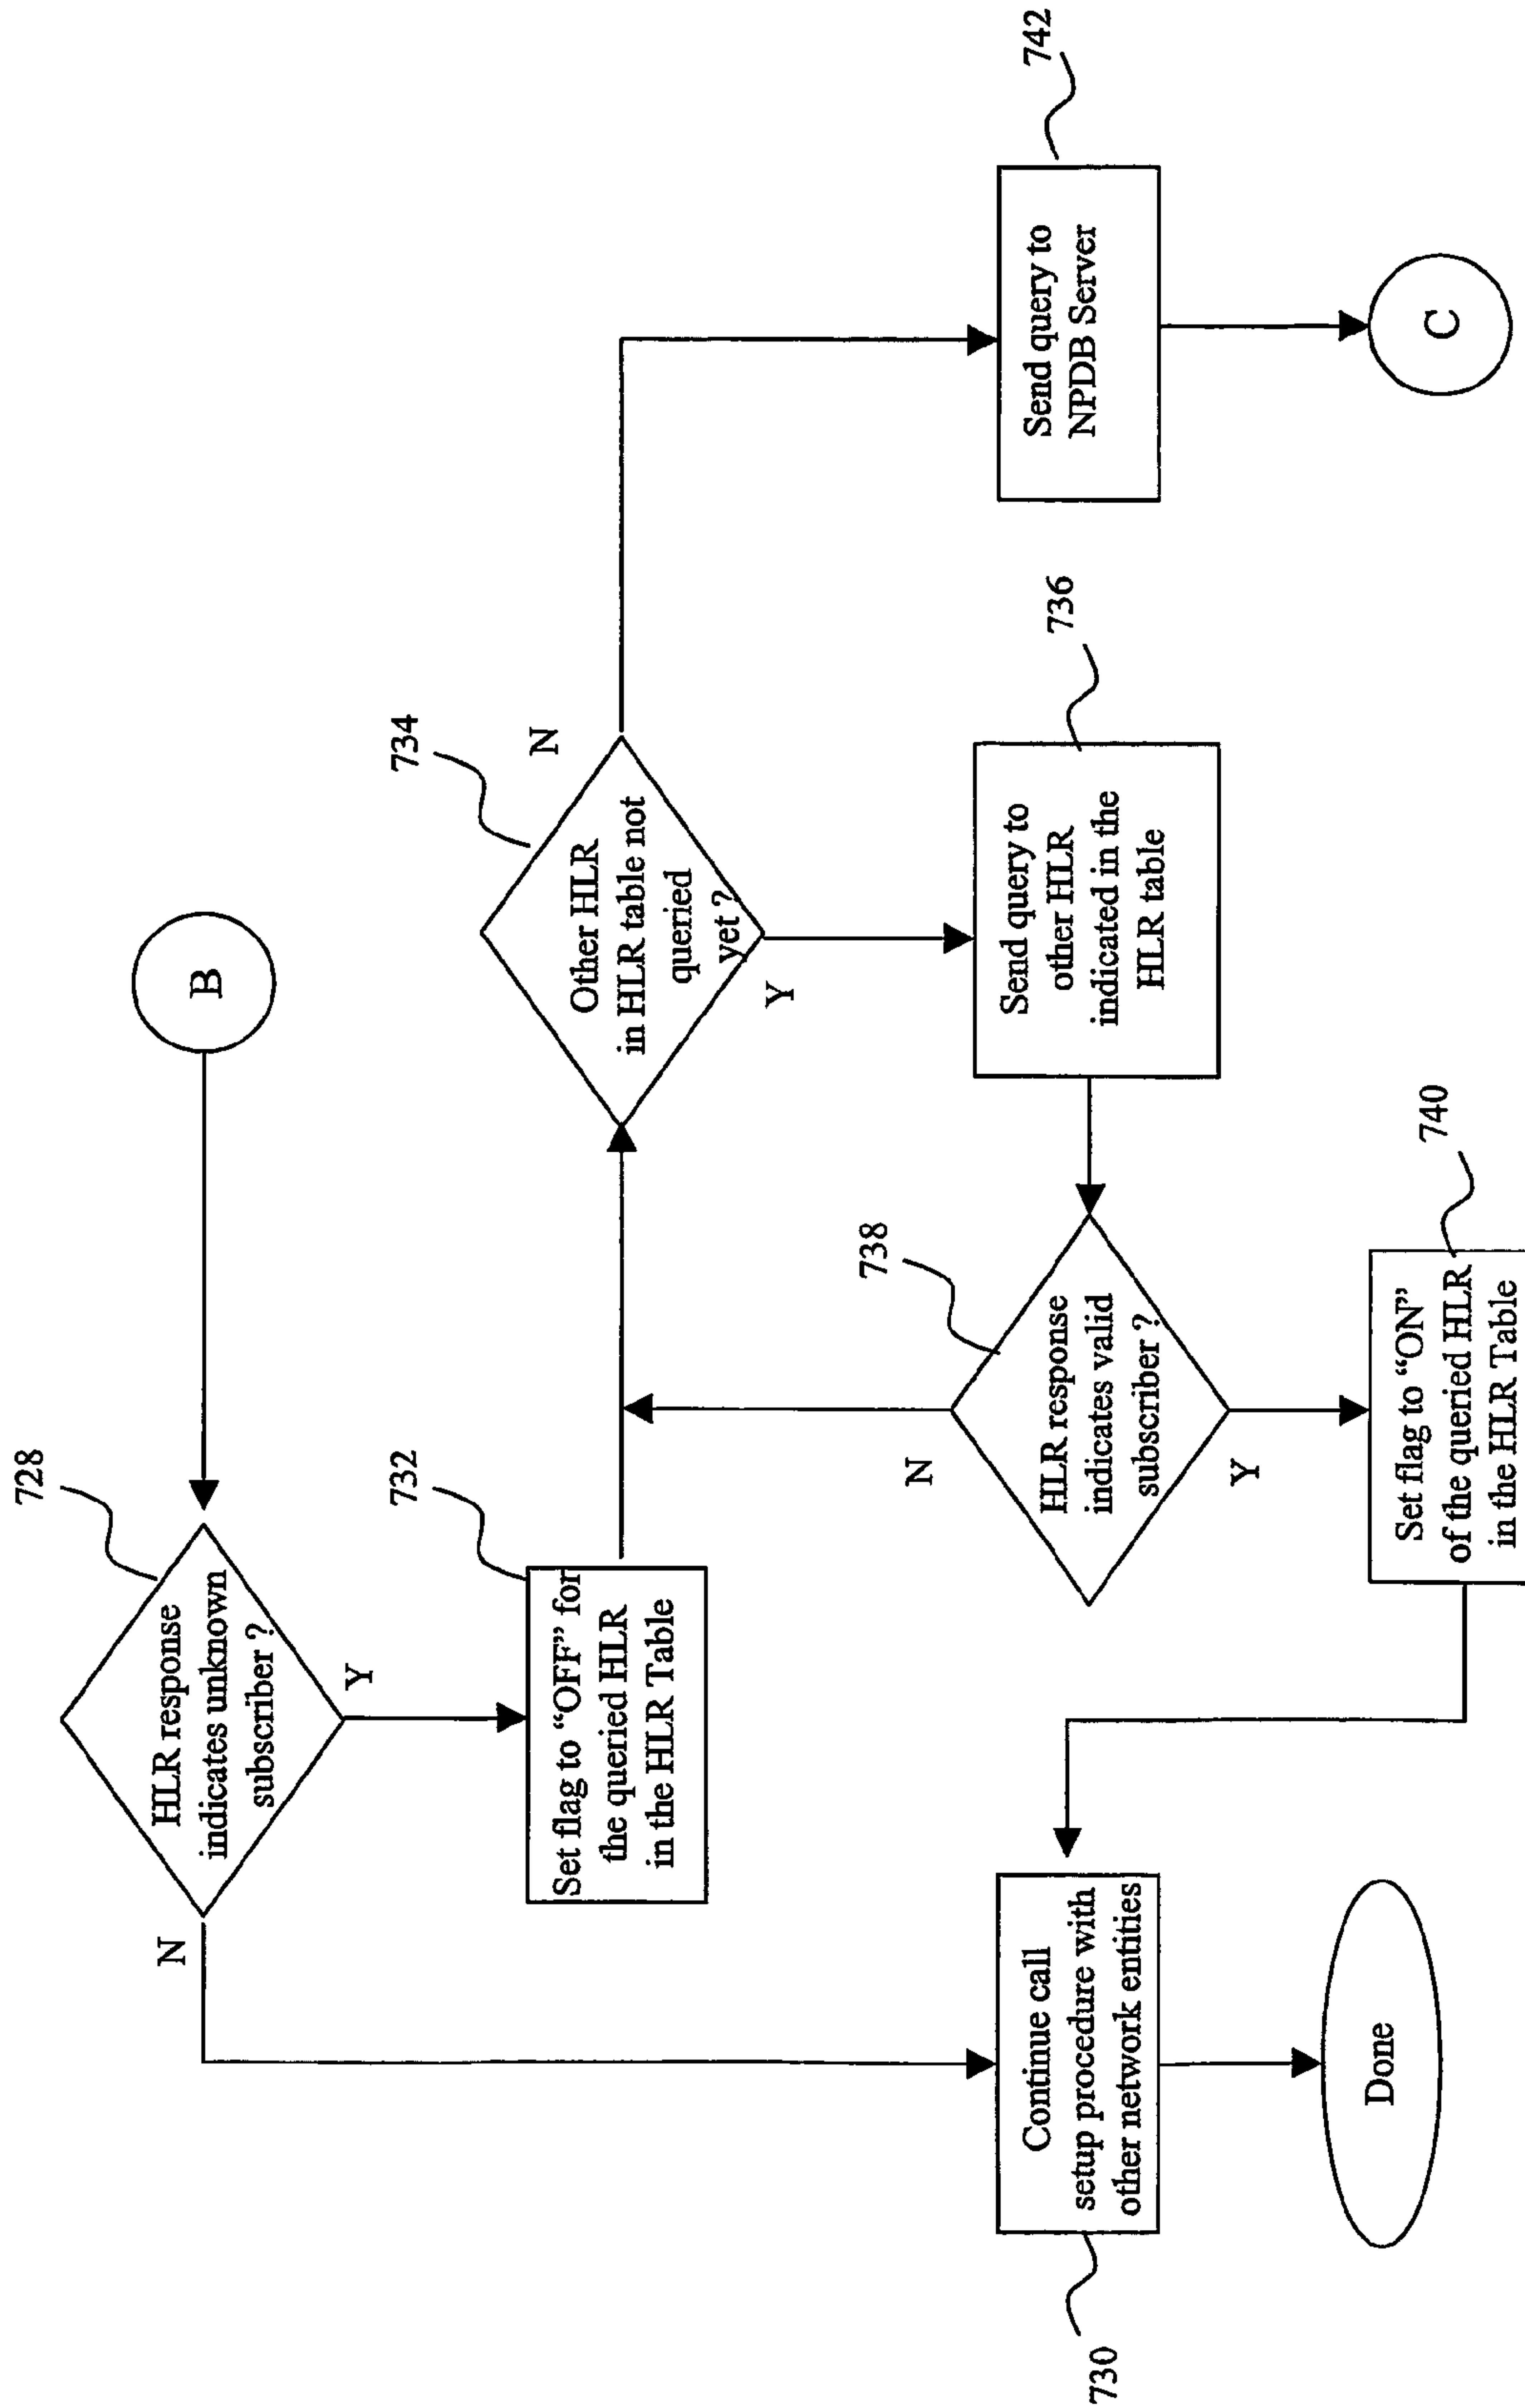 B
728
HLR response
indicates unknown
subscriber ?
N
Y
732
Set flag to “OFF” for
the queried HLR
in the HLR Table
734
Other HLR
in HLR table not
queried
yet ?
N
Y
730
Continue call
setup procedure with
other network entities
Done
738
HLR response
indicates valid
subscriber ?
N
Y
736
Send query to
other HLR
indicated in the
HLR table
742
Send query to
NPDB Server
C
740
Set flag to “ON”
of the queried HLR
in the HLR Table